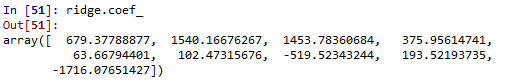 In [51]: ridge.coef_
Out[51]:
array([  679.37788877,  1540.16676267,  1453.78360684,   375.95614741,
          63.66794401,   102.47315676,  -519.52343244,   193.52193735,
       -1716.07651427])